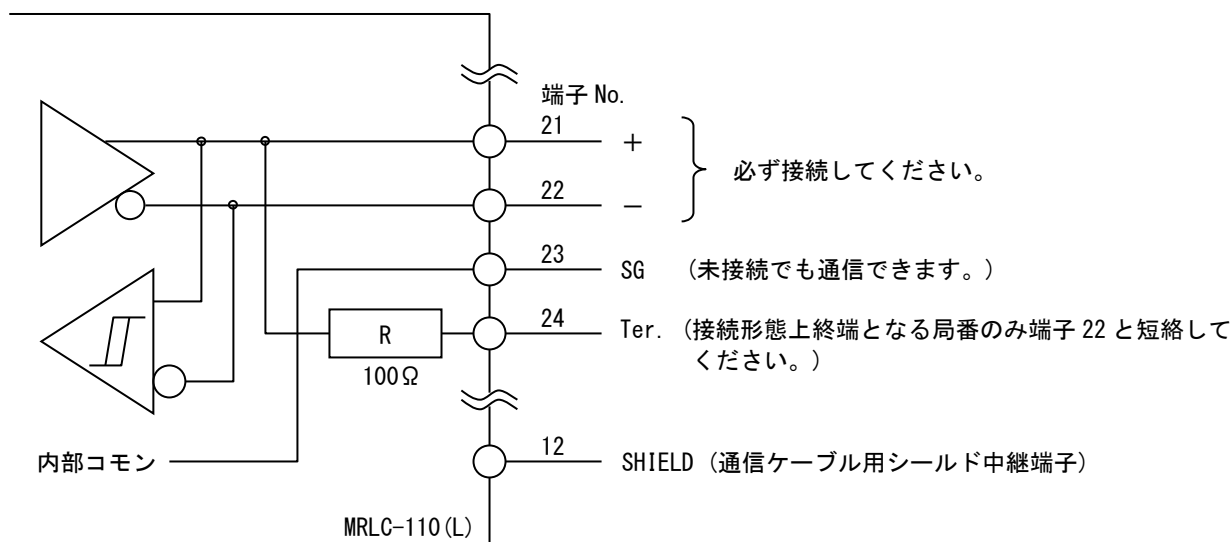 端子 No.
21 +
必ず接続してください。
22 −
23 SG (未接続でも通信できます。)
24 Ter. (接続形態上終端となる局番のみ端子 22 と短絡して
ください。)
R
100Ω
内部コモン
12 SHIELD (通信ケーブル用シールド中継端子)
MRLC-110(L)